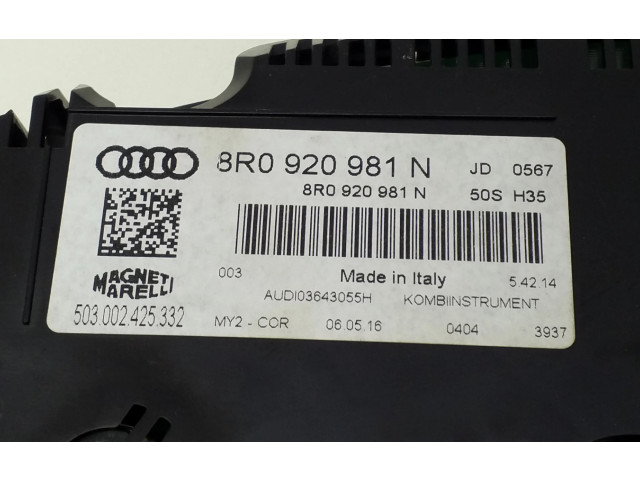 8R0 920 981 N JD 0567
8R0 920 981 N 50S H35
003 Made in Italy 5.42.14
MAGNETI MARELLI
AUDI03643055H KOMBIINSTRUMENT
503.002.425.332 MY2 - COR 06.05.16 0404 3937